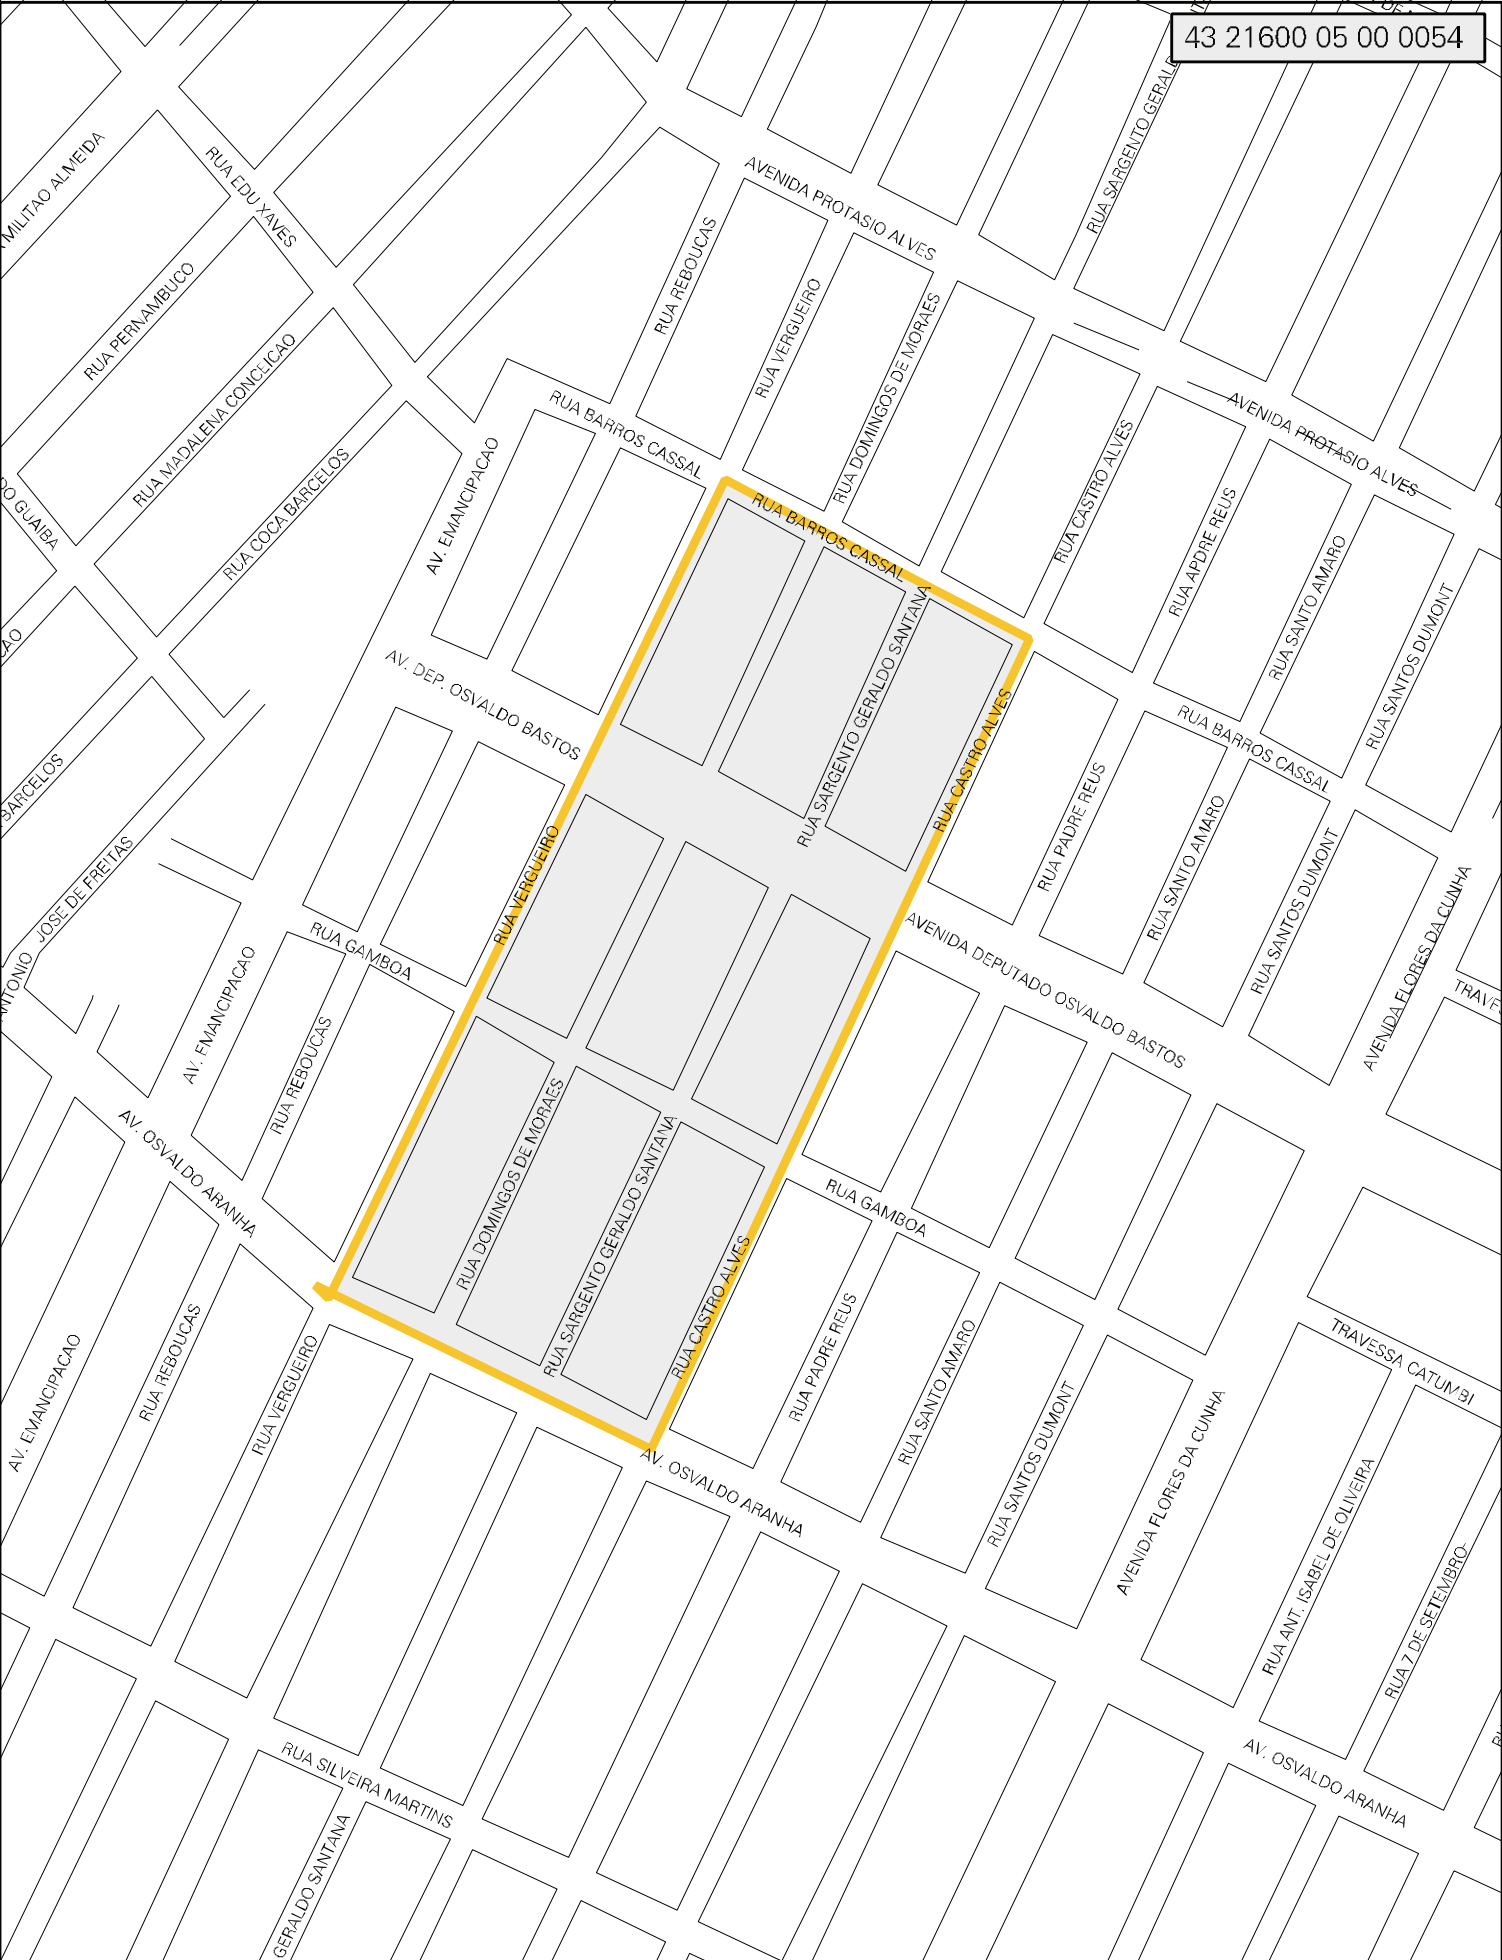 43 21600 05 00 0054
RUA SARGENTO GERAL
MILITAO ALMEIDA
RUA EDU XAVES
AVENIDA PROTASIO ALVES
RUA REBOUCAS
RUA PERNAMBUCO
RUA VERGUEIRO
RUA DOMINGOS DE MORAES
RUA MADALENA CONCEICAO
RUA BARROS CASSAL
AVENIDA PROTASIO ALVES
RUA CASTRO ALVES
AV. EMANCIPACAO
RUA COCA BARCELOS
DO GUAIBA
RUA BARROS CASSAL
RUA APDRE REUS
RUA SANTO AMARO
RUA SANTOS DUMONT
RUA SARGENTO GERALDO SANTANA
CAO
AV. DEP. OSVALDO BASTOS
RUA CASTRO ALVES
RUA BARROS CASSAL
BARCELOS
RUA PADRE REUS
RUA SANTO AMARO
RUA SANTOS DUMONT
RUA VERGUEIRO
JOSE DE FREITAS
ANTONIO
AVENIDA FLORES DA CUNHA
RUA GAMBOA
AVENIDA DEPUTADO OSVALDO BASTOS
AV. EMANCIPACAO
TRAVES
RUA REBOUCAS
RUA DOMINGOS DE MORAES
AV. OSVALDO ARANHA
RUA SARGENTO GERALDO SANTANA
RUA GAMBOA
RUA CASTRO ALVES
RUA PADRE REUS
RUA SANTO AMARO
RUA REBOUCAS
RUA VERGUEIRO
AV. EMANCIPACAO
TRAVESSA CATUMBI
RUA SANTOS DUMONT
AVENIDA FLORES DA CUNHA
AV. OSVALDO ARANHA
RUA ANT. ISABEL DE OLIVEIRA
RUA 7 DE SETEMBRO
RUA SILVEIRA MARTINS
AV. OSVALDO ARANHA
GERALDO SANTANA